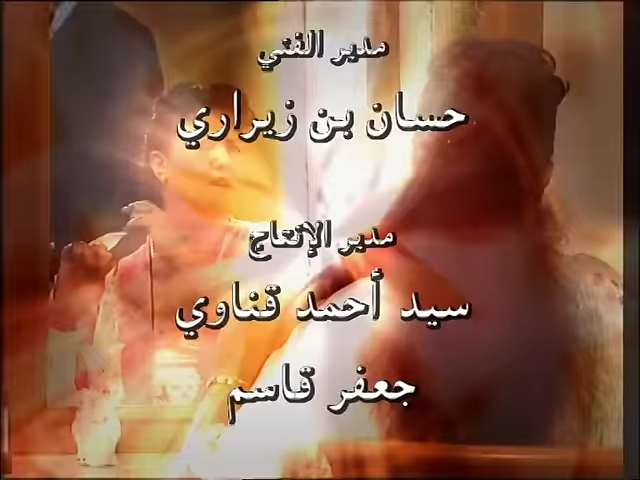 مدير الفني
حسان بن زيراري
مدير الإنتاج
سيد أحمد قناوي
جعفر قاسم